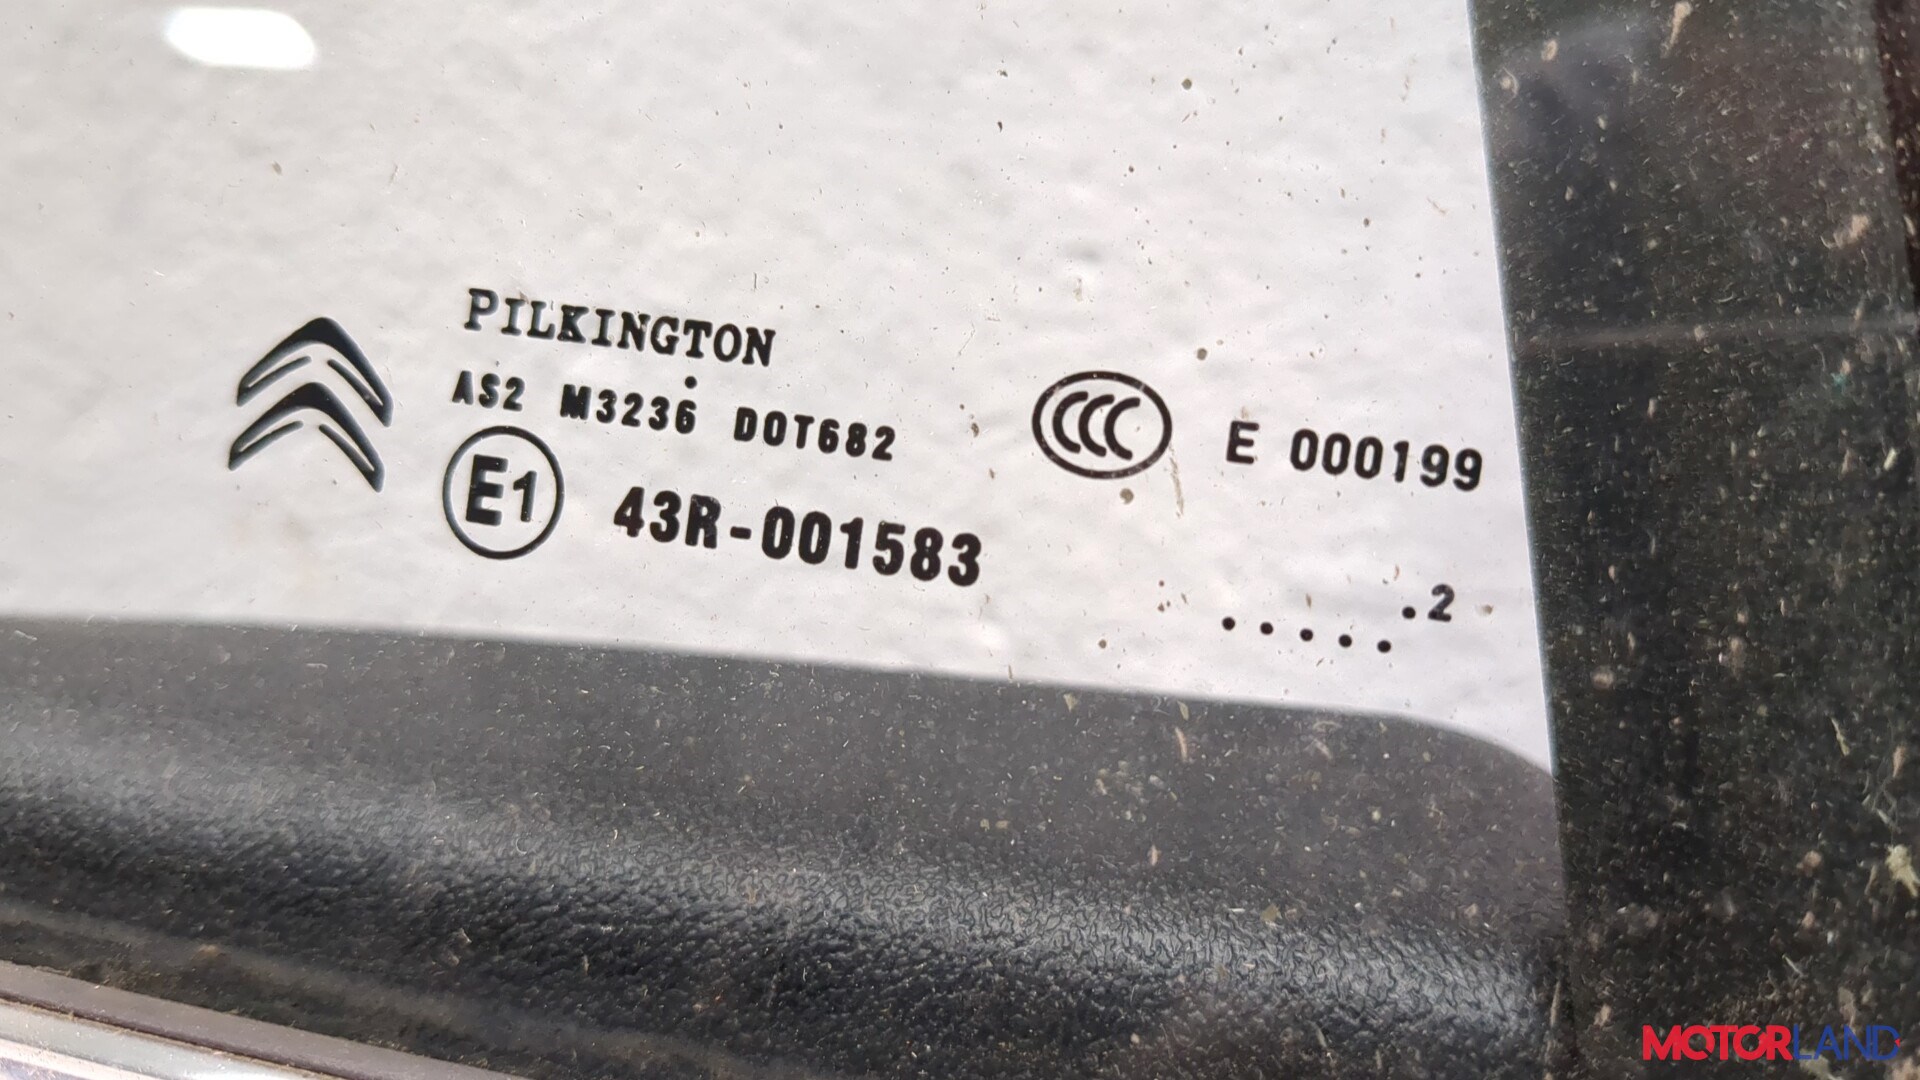 PILKINGTON
AS2 M3236 DOT682
E1 43R-001583
CCC E 000199
.....·2
MOTORLAND